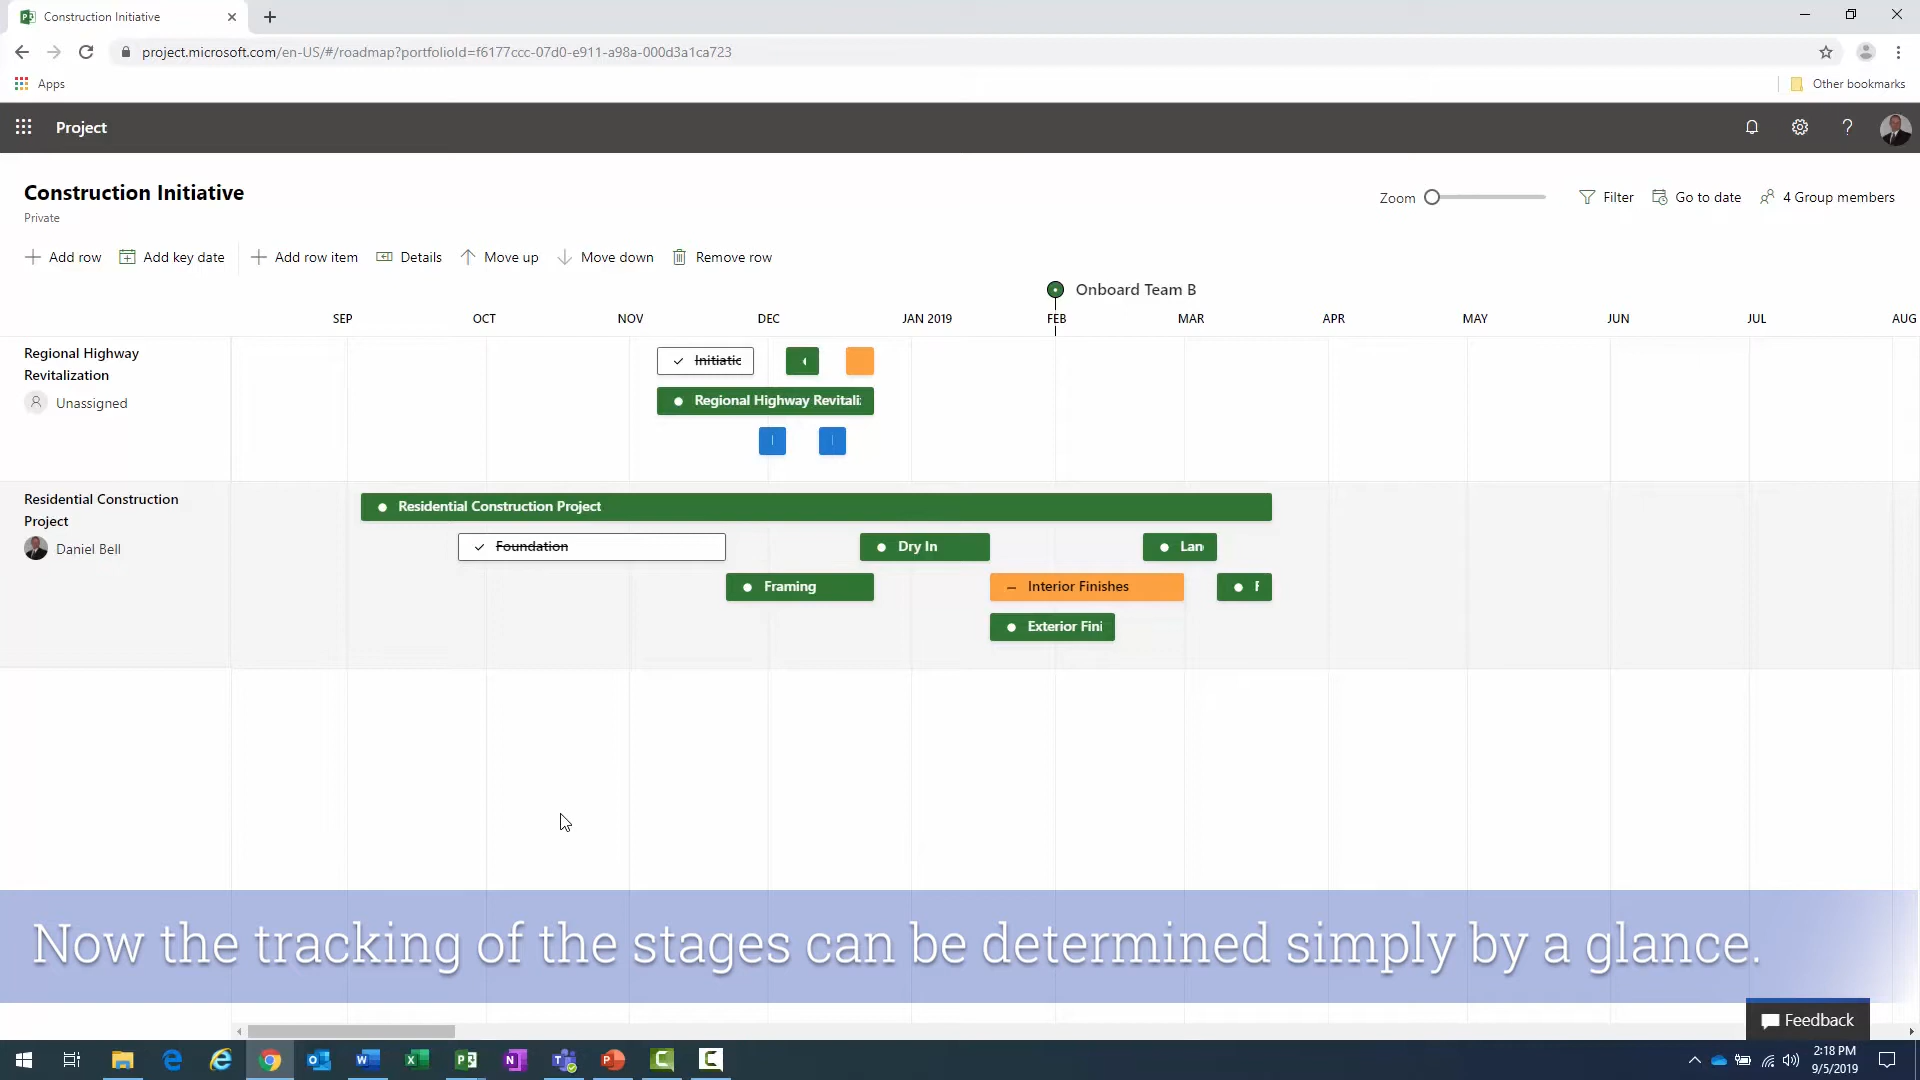 Construction Initiative
project.microsoft.com/en-US/#/roadmap?portfolioId=f6177ccc-07d0-e911-a98a-000d3a1ca723
Apps
Other bookmarks
Project
Construction Initiative
Private
Zoom
Filter
Go to date
4 Group members
Add row
Add key date
Add row item
Details
Move up
Move down
Remove row
Onboard Team B
SEP OCT NOV DEC JAN 2019 FEB MAR APR MAY JUN JUL AUG
Regional Highway
Revitalization
Unassigned
Initiatic
Regional Highway Revitali
Residential Construction
Project
Daniel Bell
Residential Construction Project
Foundation
Dry In
Lan
Framing
Interior Finishes
F
Exterior Fini
Now the tracking of the stages can be determined simply by a glance.
Feedback
2:18 PM
9/5/2019